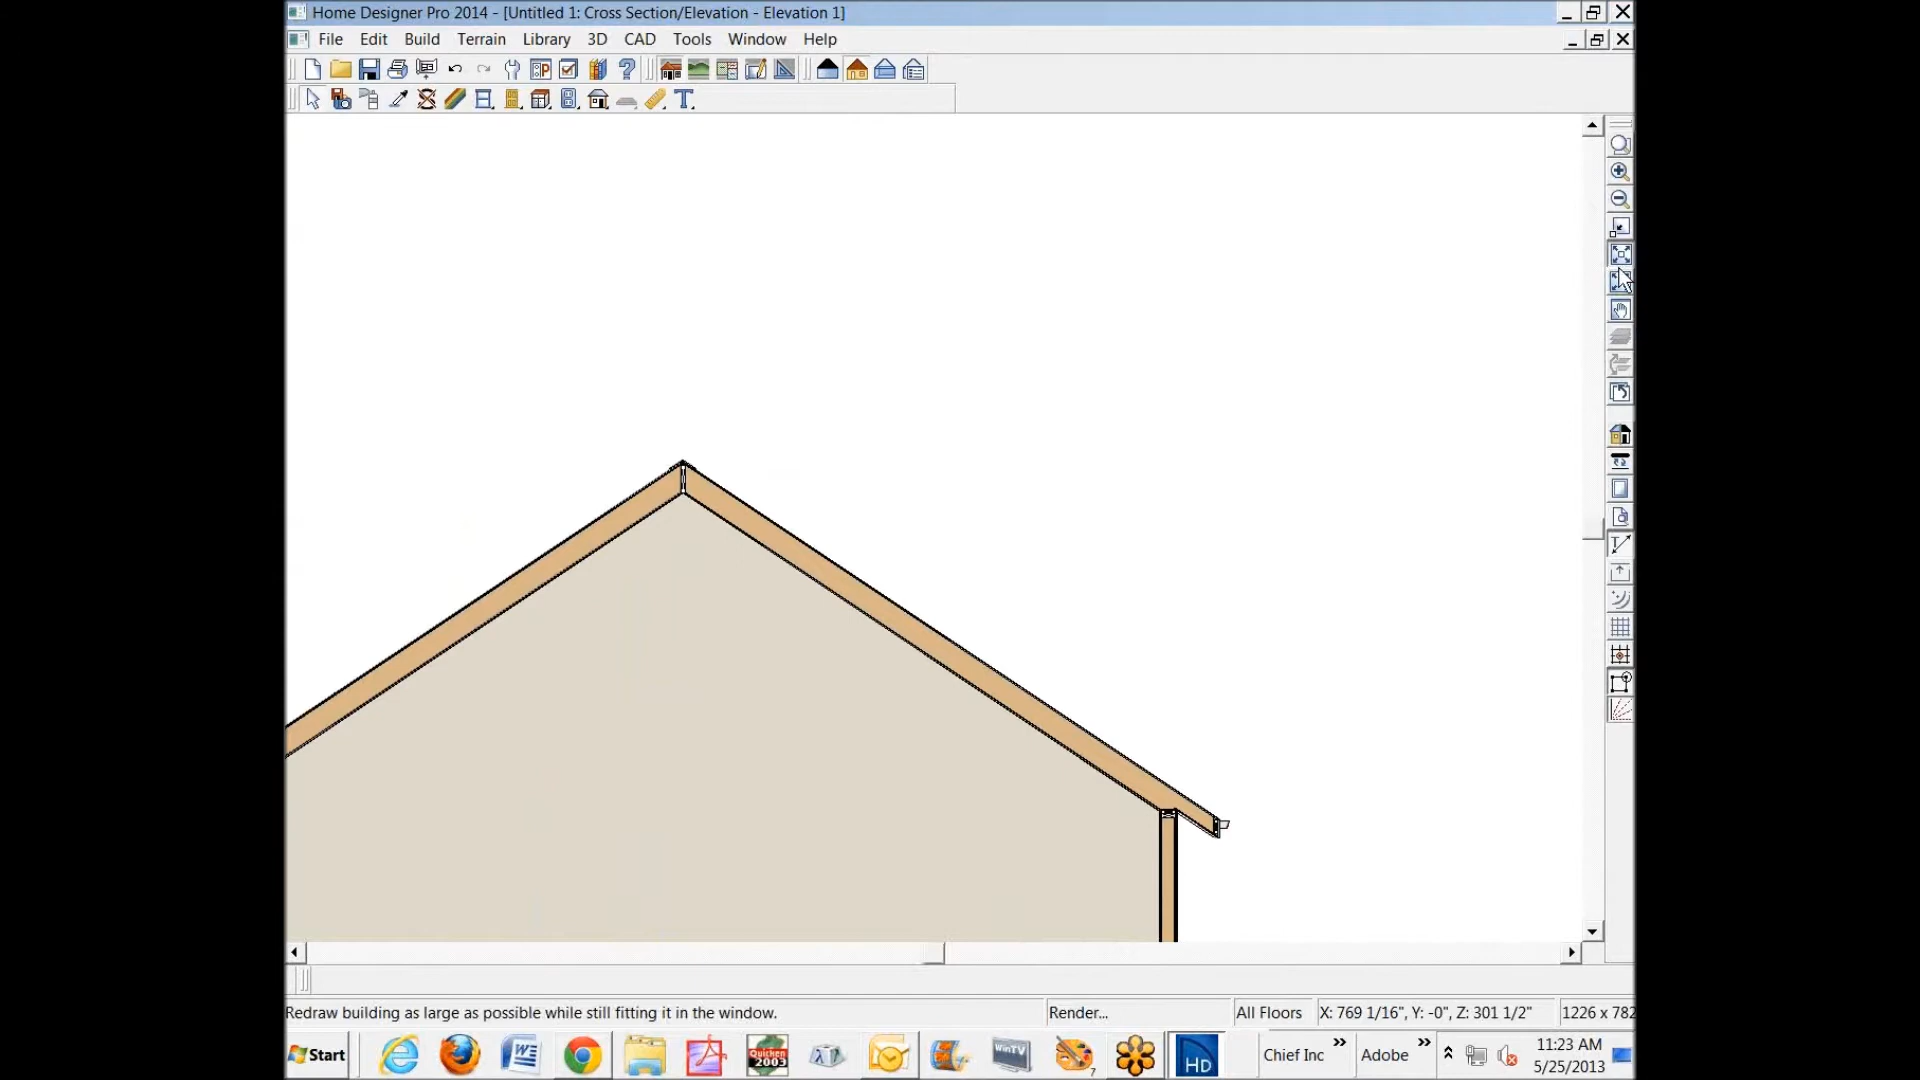 Home Designer Pro 2014 - [Untitled 1: Cross Section/Elevation - Elevation 1]
File Edit Build Terrain Library 3D CAD Tools Window Help
Redraw building as large as possible while still fitting it in the window.
Render...
All Floors
X: 769 1/16", Y: -0", Z: 301 1/2"
1226 x 782
Start
Quicken 2003
WinTV
HD
Chief Inc
Adobe
11:23 AM
5/25/2013